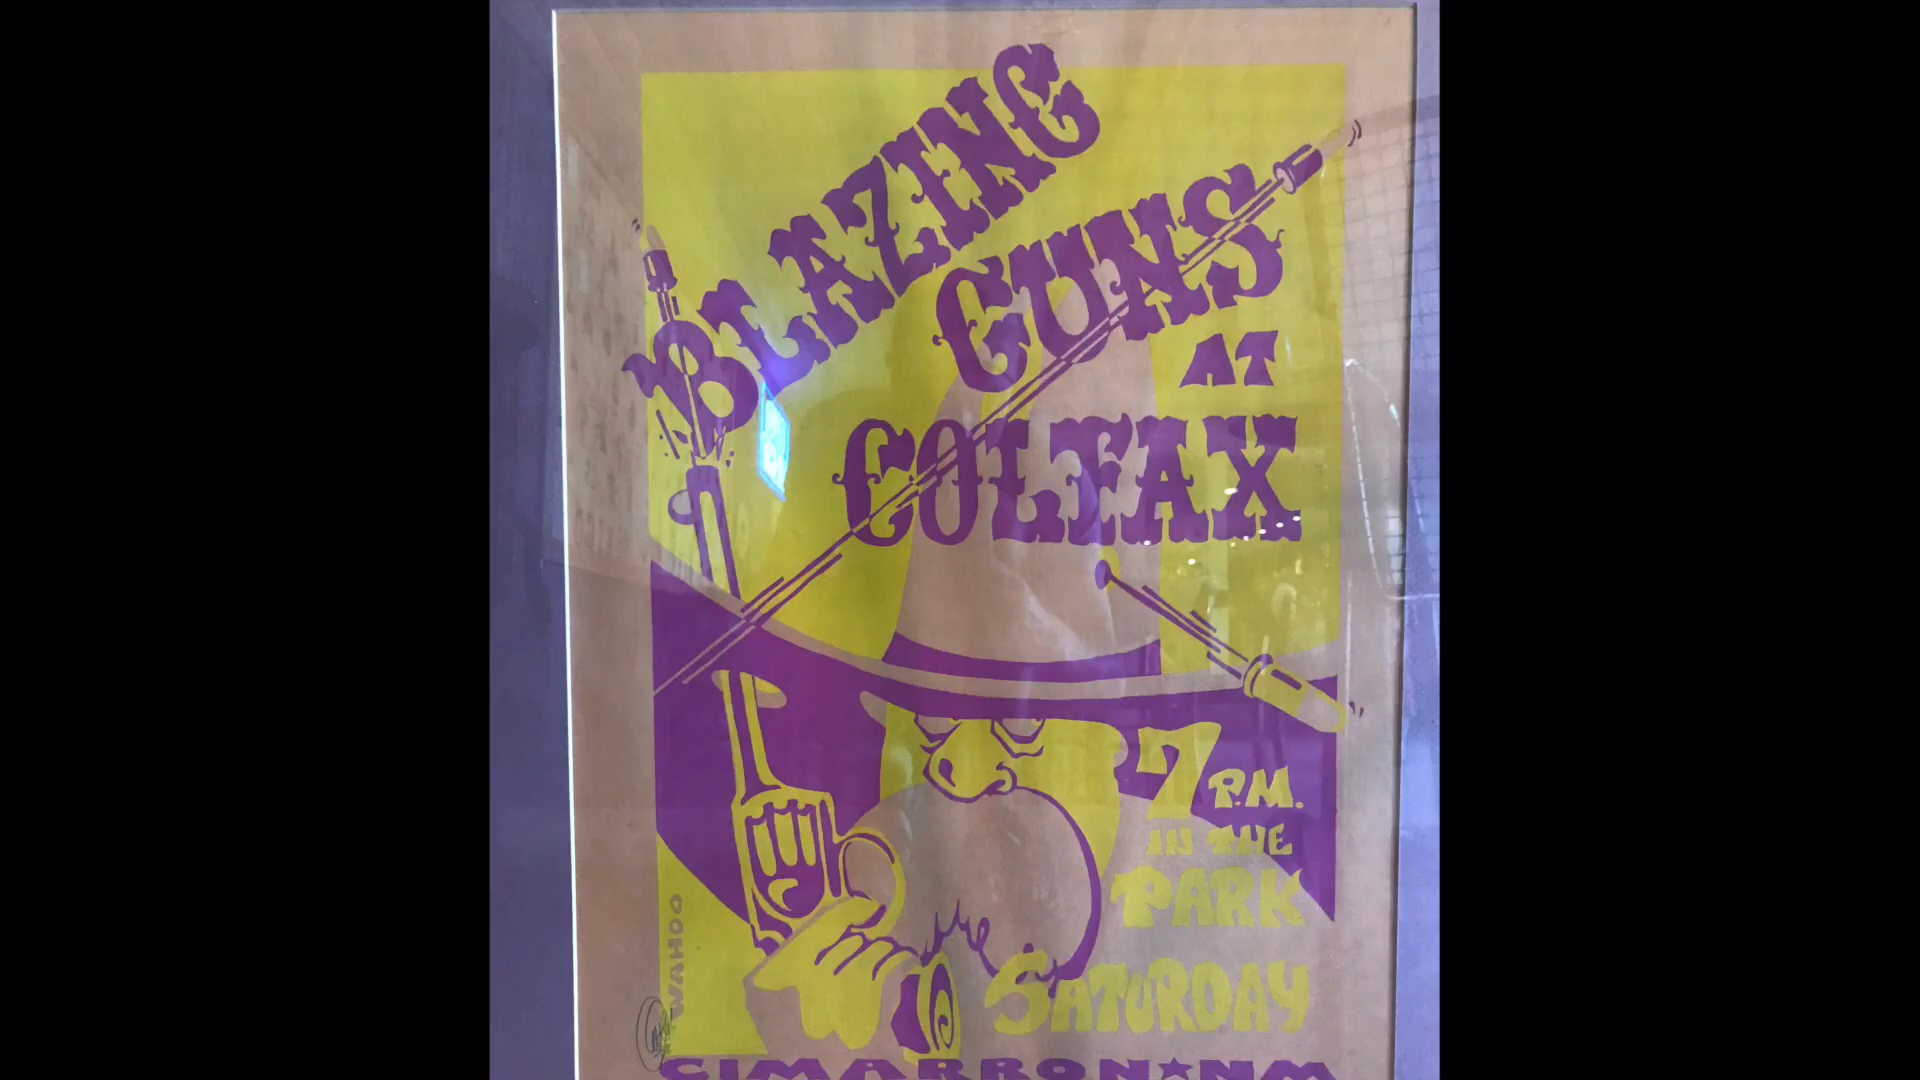 BLAZING
GUNS
AT
COLFAX
7 P.M.
IN THE
PARK
SATURDAY
WAHOO
CIMARRON★NM